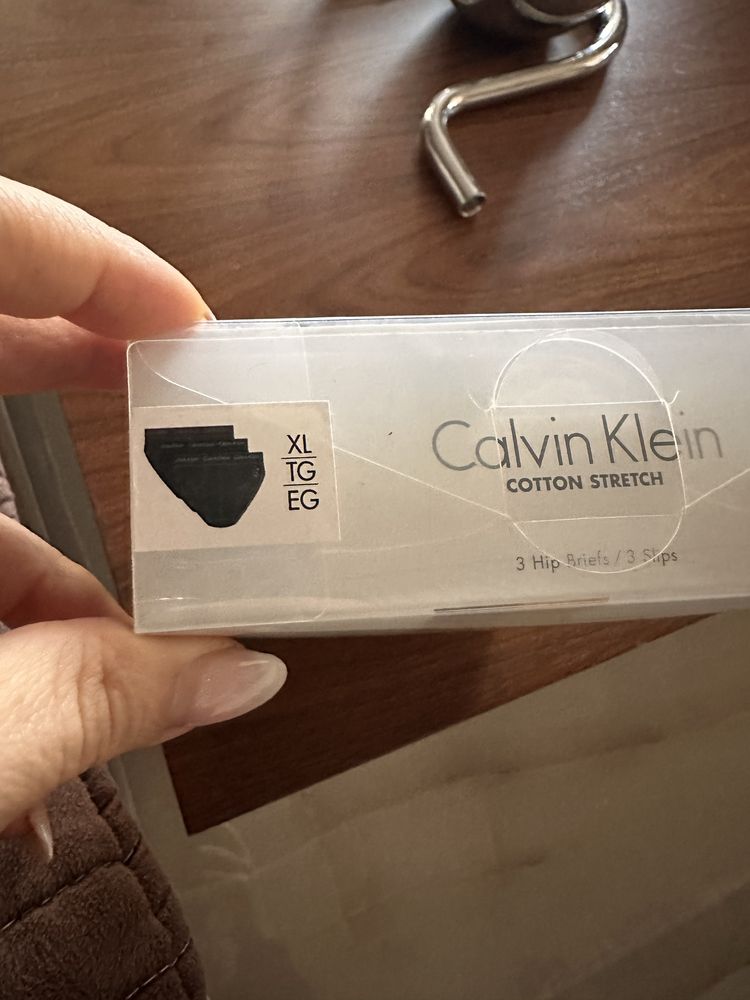 XL
TG
EG
Calvin Klein
COTTON STRETCH
3 Hip Briefs / 3 Slips